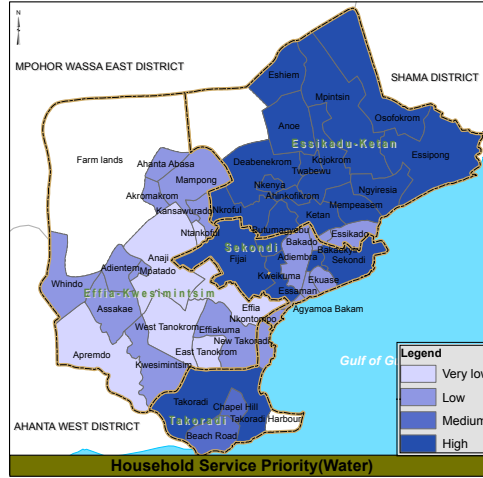 N
MPOHOR WASSA EAST DISTRICT
SHAMA DISTRICT
Eshiem
Mpintsin
Osofokrom
Anoe
Essikadu-Ketan
Farm lands
Ahanta Abasa
Deabenekrom
Kojokrom
Essipong
Twabewu
Mampong
Nkenya
Ngyiresia
Akromakrom
Ahinkofikrom
Mempeasem
Kansawurado
Nkroful
Ketan
Ntankoful
Butumagyebu
Essikado
Sekondi
Bakado
Anaji
Fijai
Adiembra
Sekondi
Adientem
Mpatado
Whindo
Kweikuma
Ekuase
Effia-Kwesimintsim
Essaman
Assakae
Effia
Agyamoa Bakam
Nkontompo
West Tanokrom
Effiakuma
New Takoradi
Apremdo
East Tanokrom
Kwesimintsim
Gulf of G
Legend
Very low
Low
Medium
High
Takoradi
Chapel Hill
Takoradi
Takoradi
Harbour
Beach Road
AHANTA WEST DISTRICT
Household Service Priority(Water)